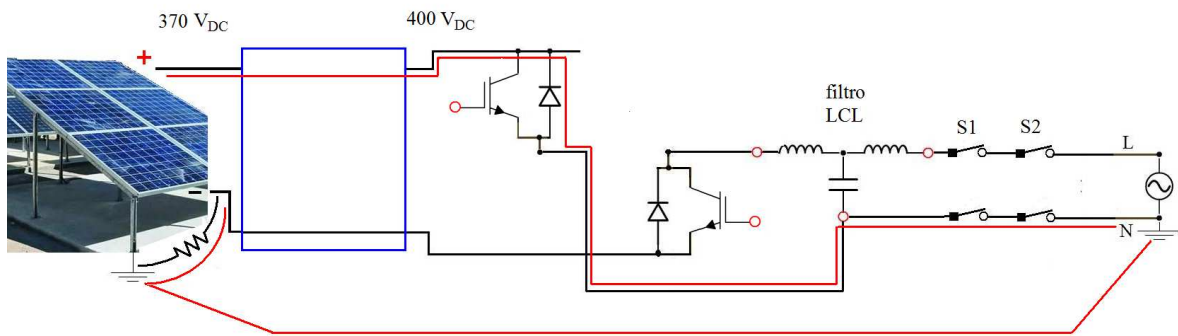 370 V_DC
400 V_DC
+
-
filtro
LCL
S1
S2
L
N